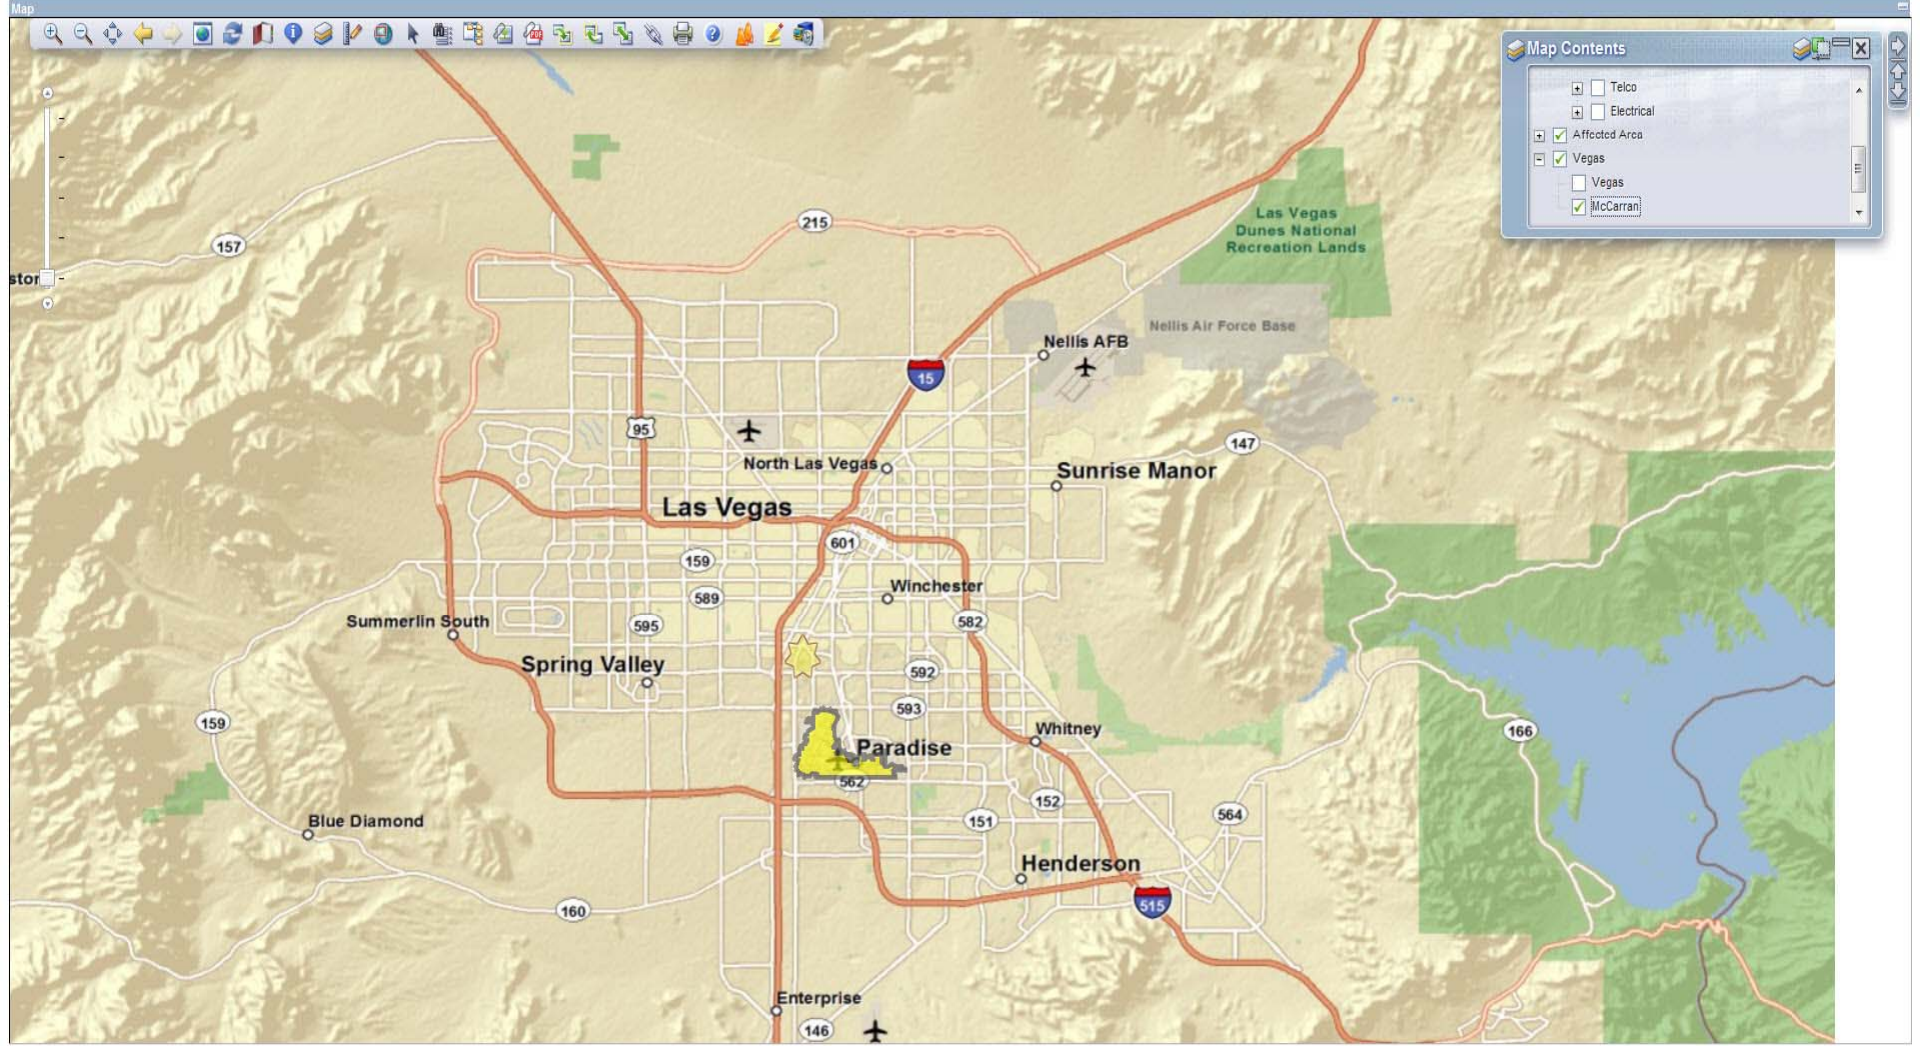 Map
PDF
Map Contents
Telco
Electrical
Affected Area
Vegas
Vegas
McCarran
215
157
Las Vegas
Dunes National
Recreation Lands
stor
Nellis Air Force Base
Nellis AFB
15
95
147
North Las Vegas
Sunrise Manor
Las Vegas
601
159
Winchester
589
Summerlin South
595
582
Spring Valley
592
593
159
Whitney
166
Paradise
562
152
564
Blue Diamond
151
Henderson
515
160
Enterprise
146